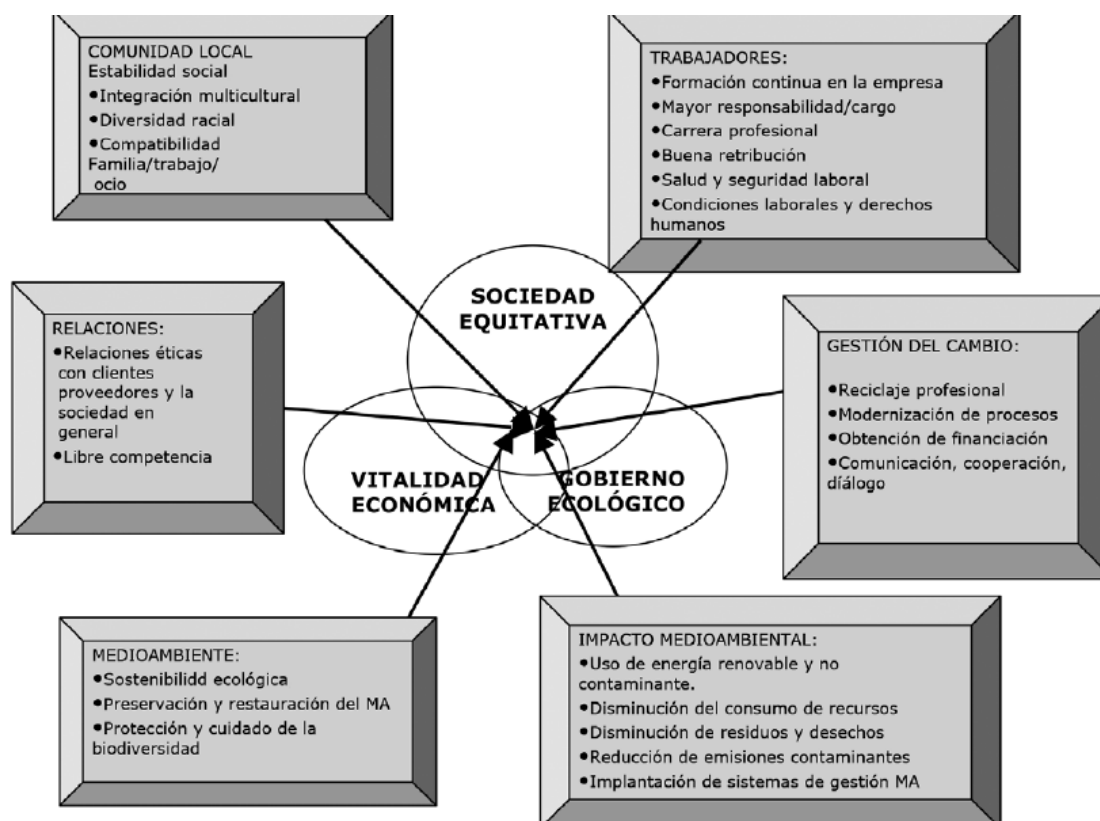 COMUNIDAD LOCAL
Estabilidad social
•Integración multicultural
•Diversidad racial
•Compatibilidad
Familia/trabajo/
ocio
TRABAJADORES:
•Formación continua en la empresa
•Mayor responsabilidad/cargo
•Carrera profesional
•Buena retribución
•Salud y seguridad laboral
•Condiciones laborales y derechos
humanos
RELACIONES:
•Relaciones éticas
con clientes
proveedores y la
sociedad en
general
•Libre competencia
SOCIEDAD
EQUITATIVA
VITALIDAD
ECONÓMICA
GOBIERNO
ECOLÓGICO
GESTIÓN DEL CAMBIO:
•Reciclaje profesional
•Modernización de procesos
•Obtención de financiación
•Comunicación, cooperación,
díálogo
MEDIOAMBIENTE:
•Sostenibilidd ecológica
•Preservación y restauración del MA
•Protección y cuidado de la
biodiversidad
IMPACTO MEDIOAMBIENTAL:
•Uso de energía renovable y no
contaminante.
•Disminución del consumo de recursos
•Disminución de residuos y desechos
•Reducción de emisiones contaminantes
•Implantación de sistemas de gestión MA